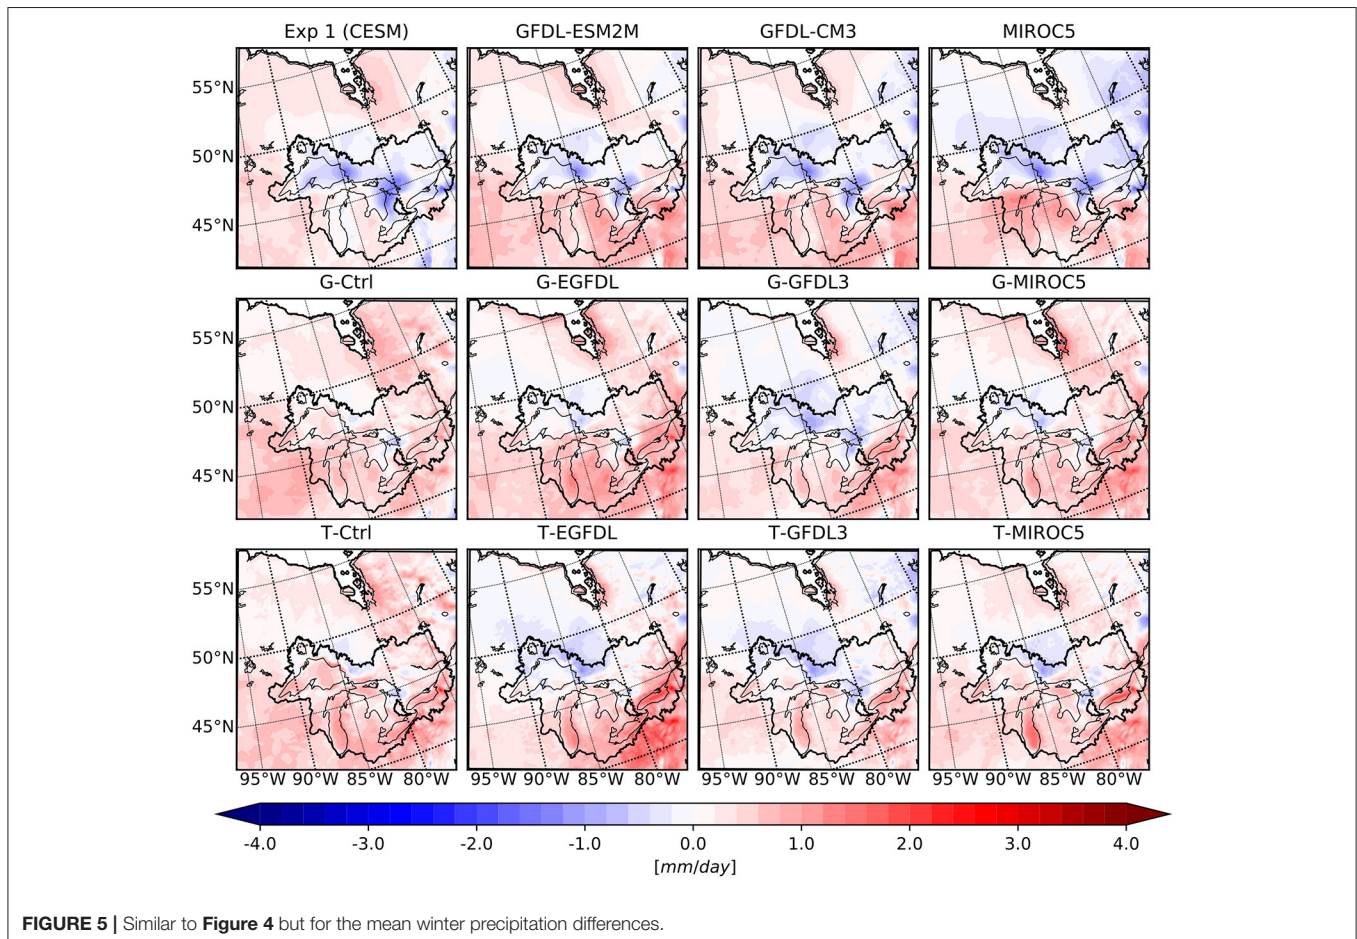 Exp 1 (CESM) GFDL-ESM2M GFDL-CM3 MIROC5
55°N
50°N
45°N
G-Ctrl G-EGFDL G-GFDL3 G-MIROC5
55°N
50°N
45°N
T-Ctrl T-EGFDL T-GFDL3 T-MIROC5
55°N
50°N
45°N
95°W 90°W 85°W 80°W 95°W 90°W 85°W 80°W 95°W 90°W 85°W 80°W 95°W 90°W 85°W 80°W
-4.0 -3.0 -2.0 -1.0 0.0 1.0 2.0 3.0 4.0
[mm/day]
FIGURE 5 | Similar to Figure 4 but for the mean winter precipitation differences.